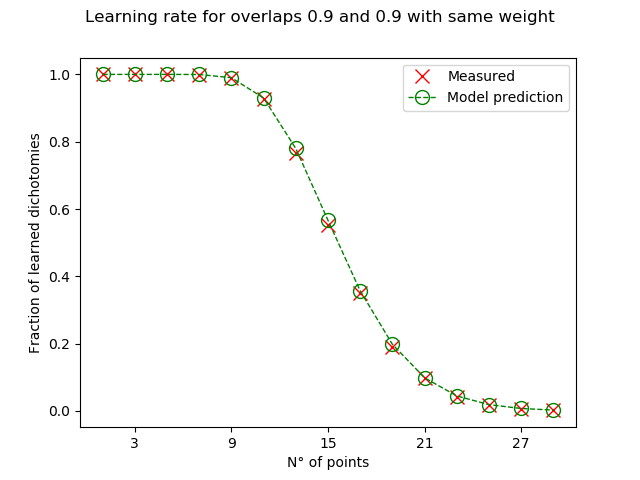 Learning rate for overlaps 0.9 and 0.9 with same weight
Measured
Model prediction
Fraction of learned dichotomies
1.0
0.8
0.6
0.4
0.2
0.0
3
9
15
21
27
N° of points